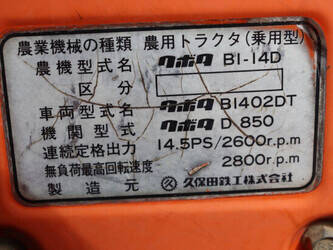 農業機械の種類 農用トラクタ(乗用型)
農機型式名 クボタ B1-14D
区分
車両型式名 クボタ B1402DT
機関型式 クボタ D850
連続定格出力 14.5PS/2600r.p.m
無負荷最高回転速度 2800r.p.m
製造元 久保田鉄工株式会社